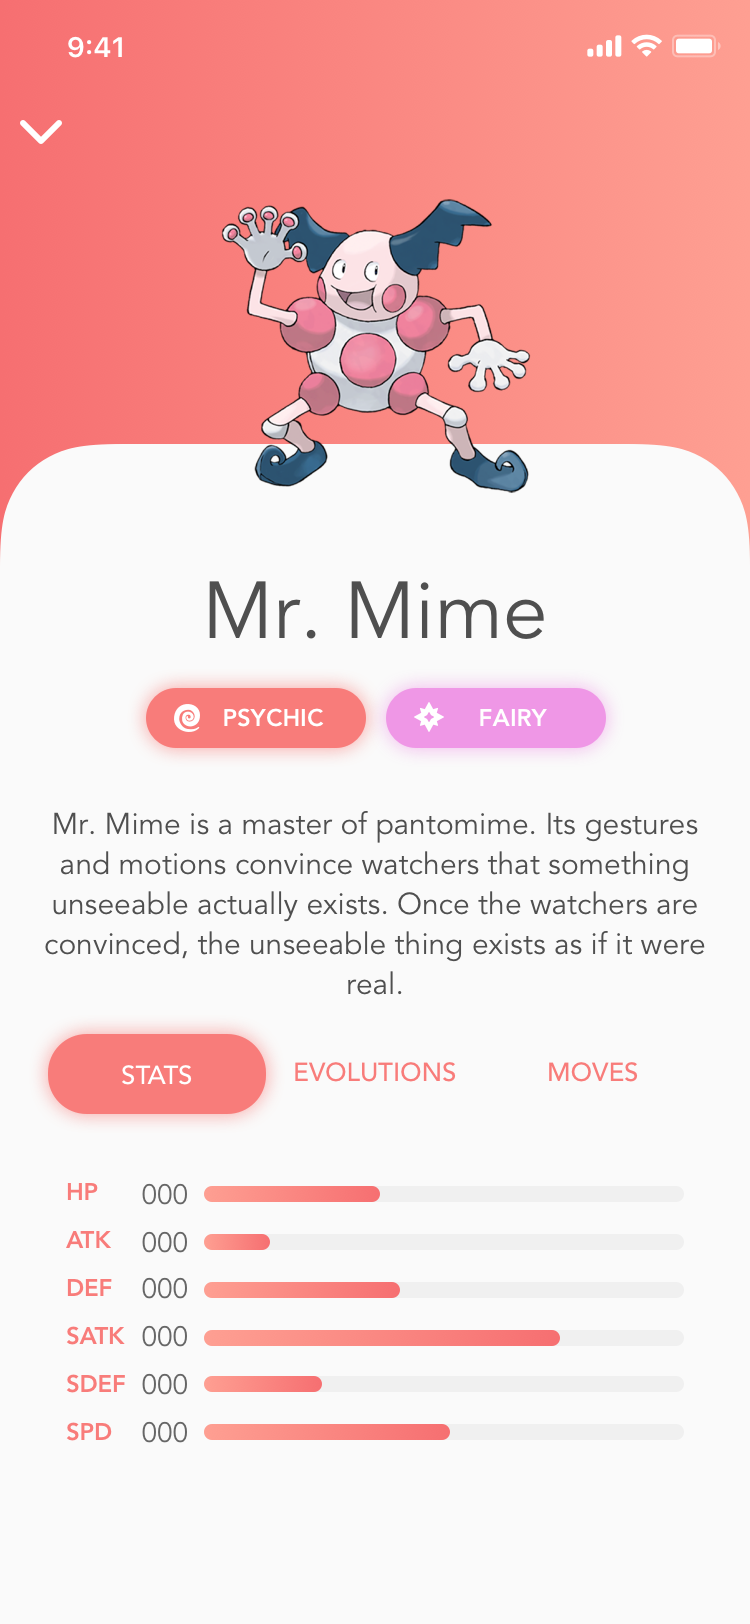 9:41
Mr. Mime
PSYCHIC FAIRY
Mr. Mime is a master of pantomime. Its gestures
and motions convince watchers that something
unseeable actually exists. Once the watchers are
convinced, the unseeable thing exists as if it were
real.
STATS EVOLUTIONS MOVES
HP 000
ATK 000
DEF 000
SATK 000
SDEF 000
SPD 000